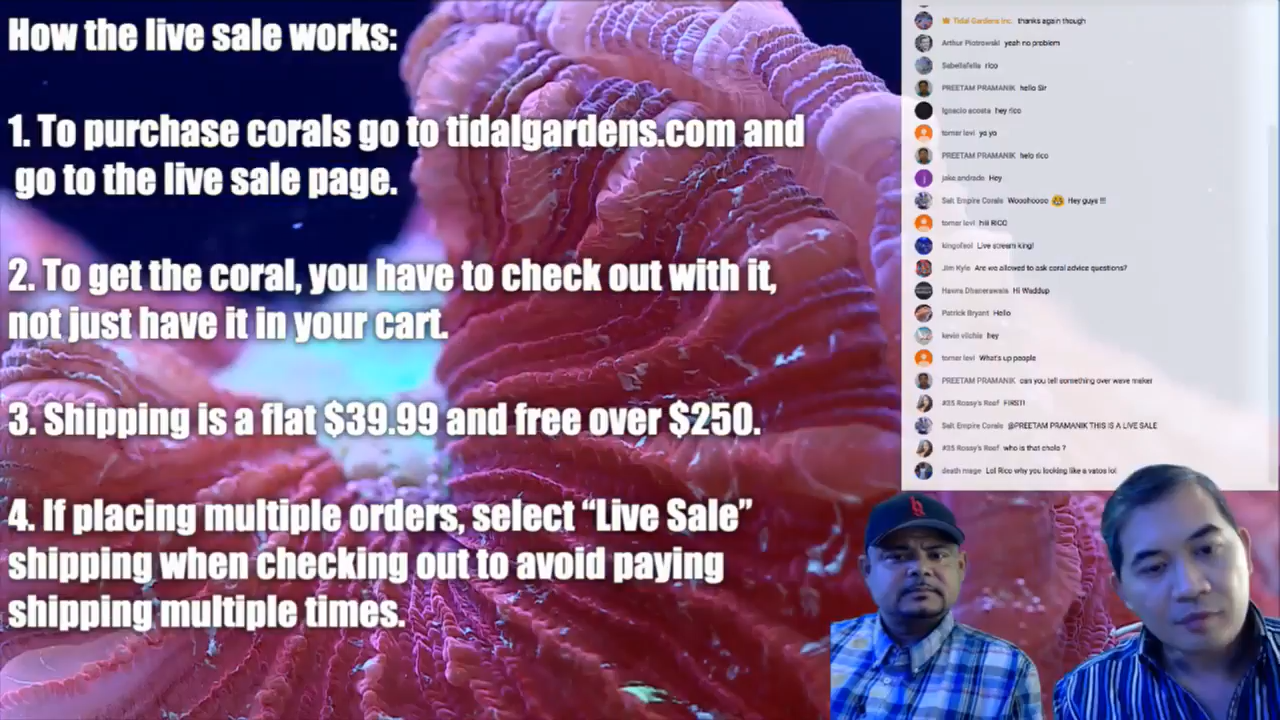 How the live sale works:
1. To purchase corals go to tidalgardens.com and
go to the live sale page.
2. To get the coral, you have to check out with it,
not just have it in your cart.
3. Shipping is a flat $39.99 and free over $250.
4. If placing multiple orders, select “Live Sale”
shipping when checking out to avoid paying
shipping multiple times.
Tidal Gardens Inc. thanks again though
Arthur Piotrowski yeah no problem
Sabellafella rico
PREETAM PRAMANIK hello Sir
Ignacio acosta hey rico
tomer levi yo yo
PREETAM PRAMANIK help rico
jake andrade Hey
Salt Empire Corals Wooohoooo Hey guys !!!
tomer levi hiii RICO
kingofsol Live stream king!
Jim Kyle Are we allowed to ask coral advice questions?
Hi Waddup
Patrick Bryant Hello
kevin vilchis hey
tomer levi What's up people
PREETAM PRAMANIK can you tell something over wave maker
#05 Rossy's Reef FIRST!
Salt Empire Corals @PREETAM PRAMANIK THIS IS A LIVE SALE
#05 Rossy's Reef who is that cholo ?
death mage Lol Rico why you looking like a vatos lol